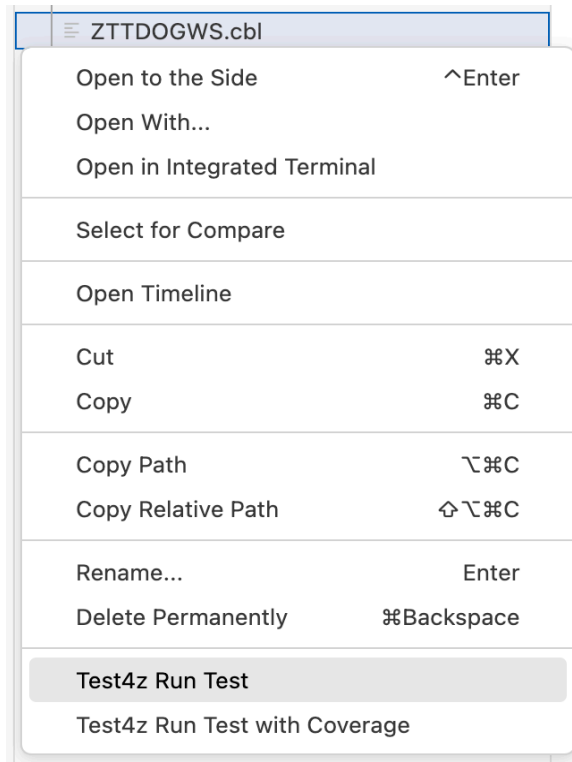 ZTTDOGWS.cbl
Open to the Side ^Enter
Open With...
Open in Integrated Terminal
Select for Compare
Open Timeline
Cut ⌘X
Copy ⌘C
Copy Path ⌥⌘C
Copy Relative Path ⇧⌥⌘C
Rename... Enter
Delete Permanently ⌘Backspace
Test4z Run Test
Test4z Run Test with Coverage